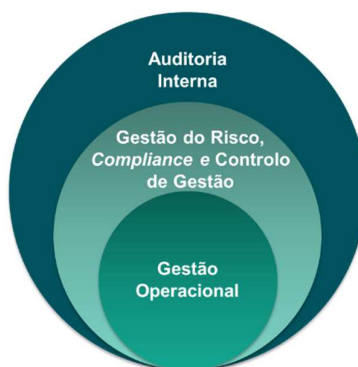 Auditoria
Interna
Gestão do Risco,
Compliance e Controlo
de Gestão
Gestão
Operacional